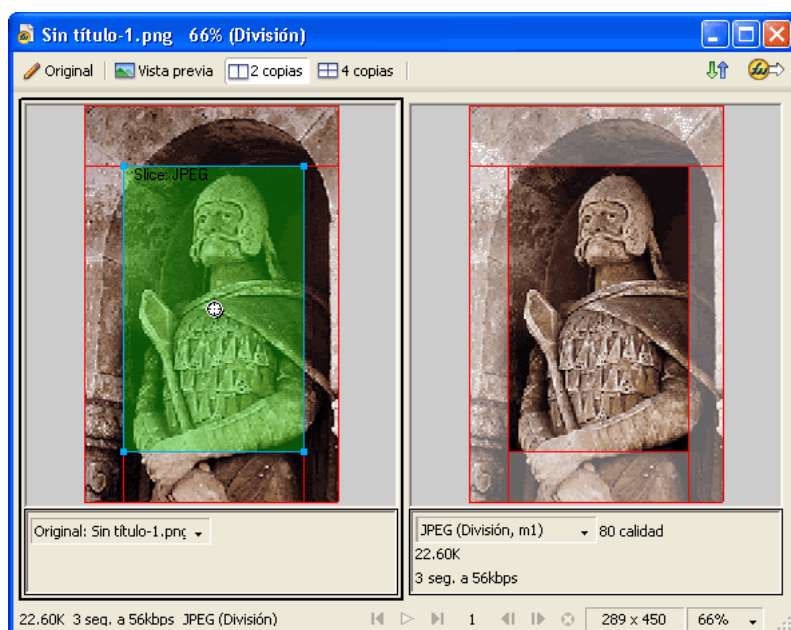 Sin título-1.png 66% (División)
Original Vista previa 2 copias 4 copias
Slice: JPEG
Original: Sin título-1.png
JPEG (División, m1) 80 calidad
22.60K
3 seg. a 56kbps
22.60K 3 seg. a 56kbps JPEG (División) 1 289 x 450 66%